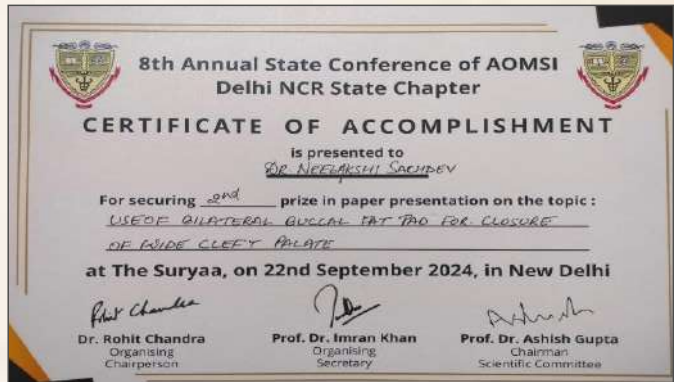 8th Annual State Conference of AOMSI
Delhi NCR State Chapter
CERTIFICATE OF ACCOMPLISHMENT
is presented to
DR. NEELAKSHI SACHDEV
For securing 2nd prize in paper presentation on the topic :
USE OF BILATERAL BUCCAL FAT PAD FOR CLOSURE
OF WIDE CLEFT PALATE
at The Suryaa, on 22nd September 2024, in New Delhi
Rohit Chandra
Dr. Rohit Chandra Prof. Dr. Imran Khan Prof. Dr. Ashish Gupta
Organising Organising Chairman
Chairperson Secretary Scientific Committee